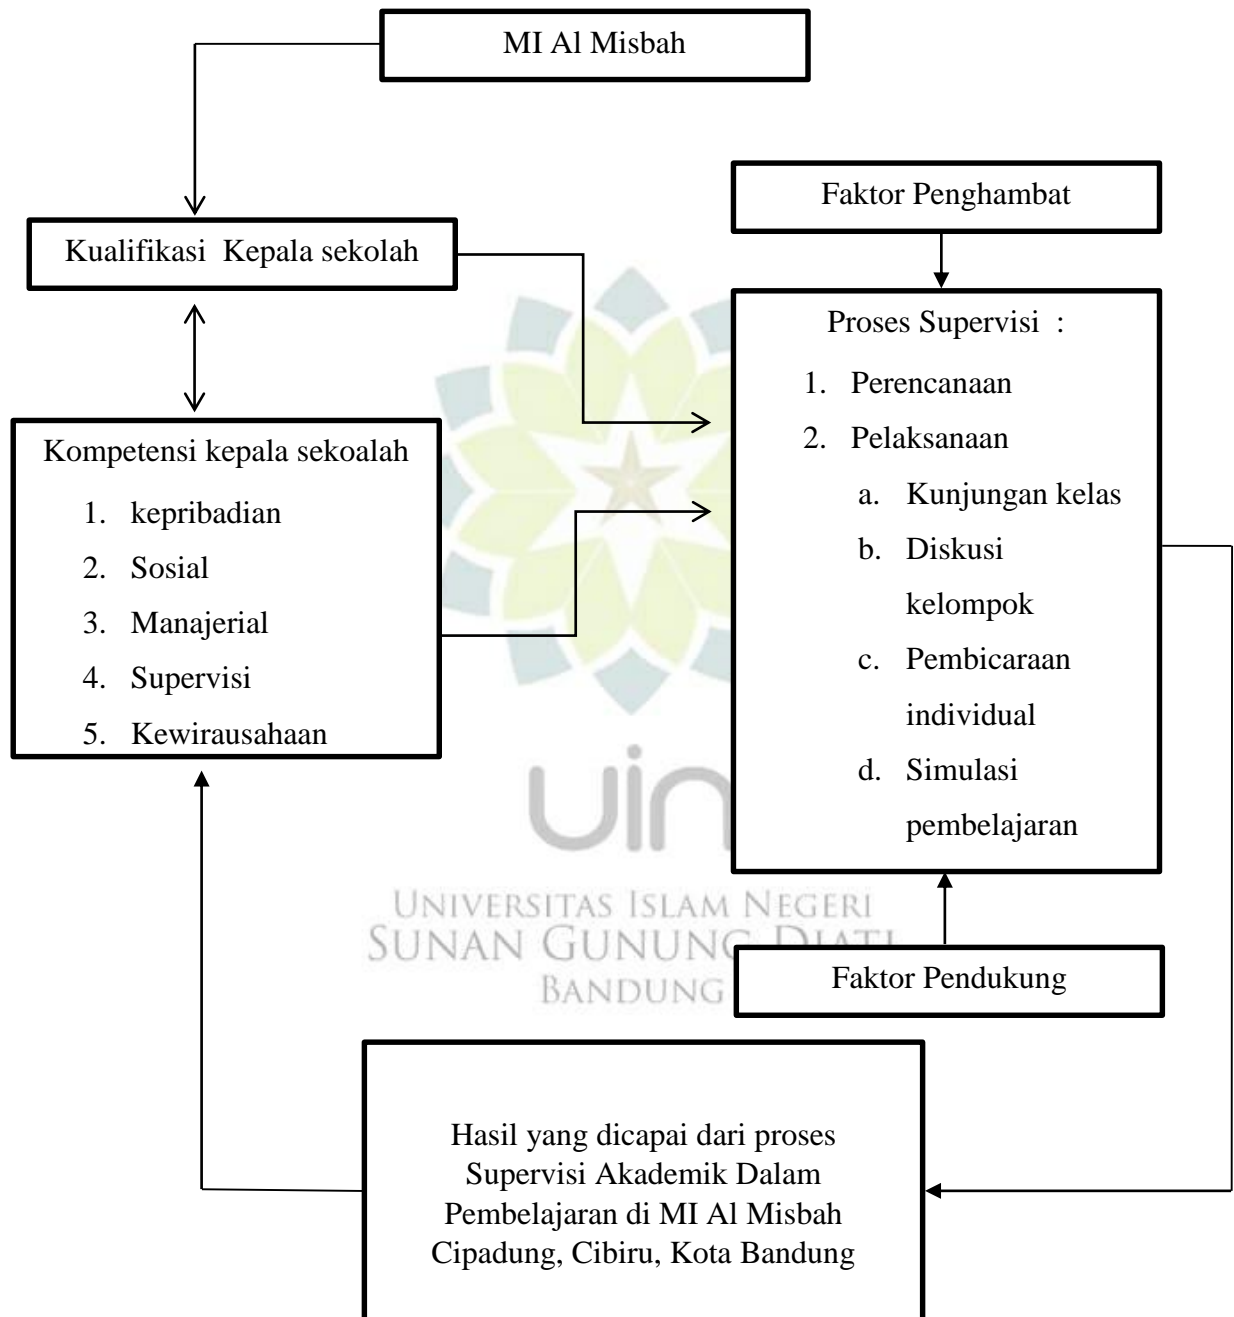 MI Al Misbah
Faktor Penghambat
Kualifikasi Kepala sekolah
Proses Supervisi :
1. Perencanaan
2. Pelaksanaan
a. Kunjungan kelas
b. Diskusi
kelompok
c. Pembicaraan
individual
d. Simulasi
pembelajaran
Kompetensi kepala sekoalah
1. kepribadian
2. Sosial
3. Manajerial
4. Supervisi
5. Kewirausahaan
UNIVERSITAS ISLAM NEGERI
SUNAN GUNUNG DJATI
BANDUNG
Faktor Pendukung
Hasil yang dicapai dari proses
Supervisi Akademik Dalam
Pembelajaran di MI Al Misbah
Cipadung, Cibiru, Kota Bandung